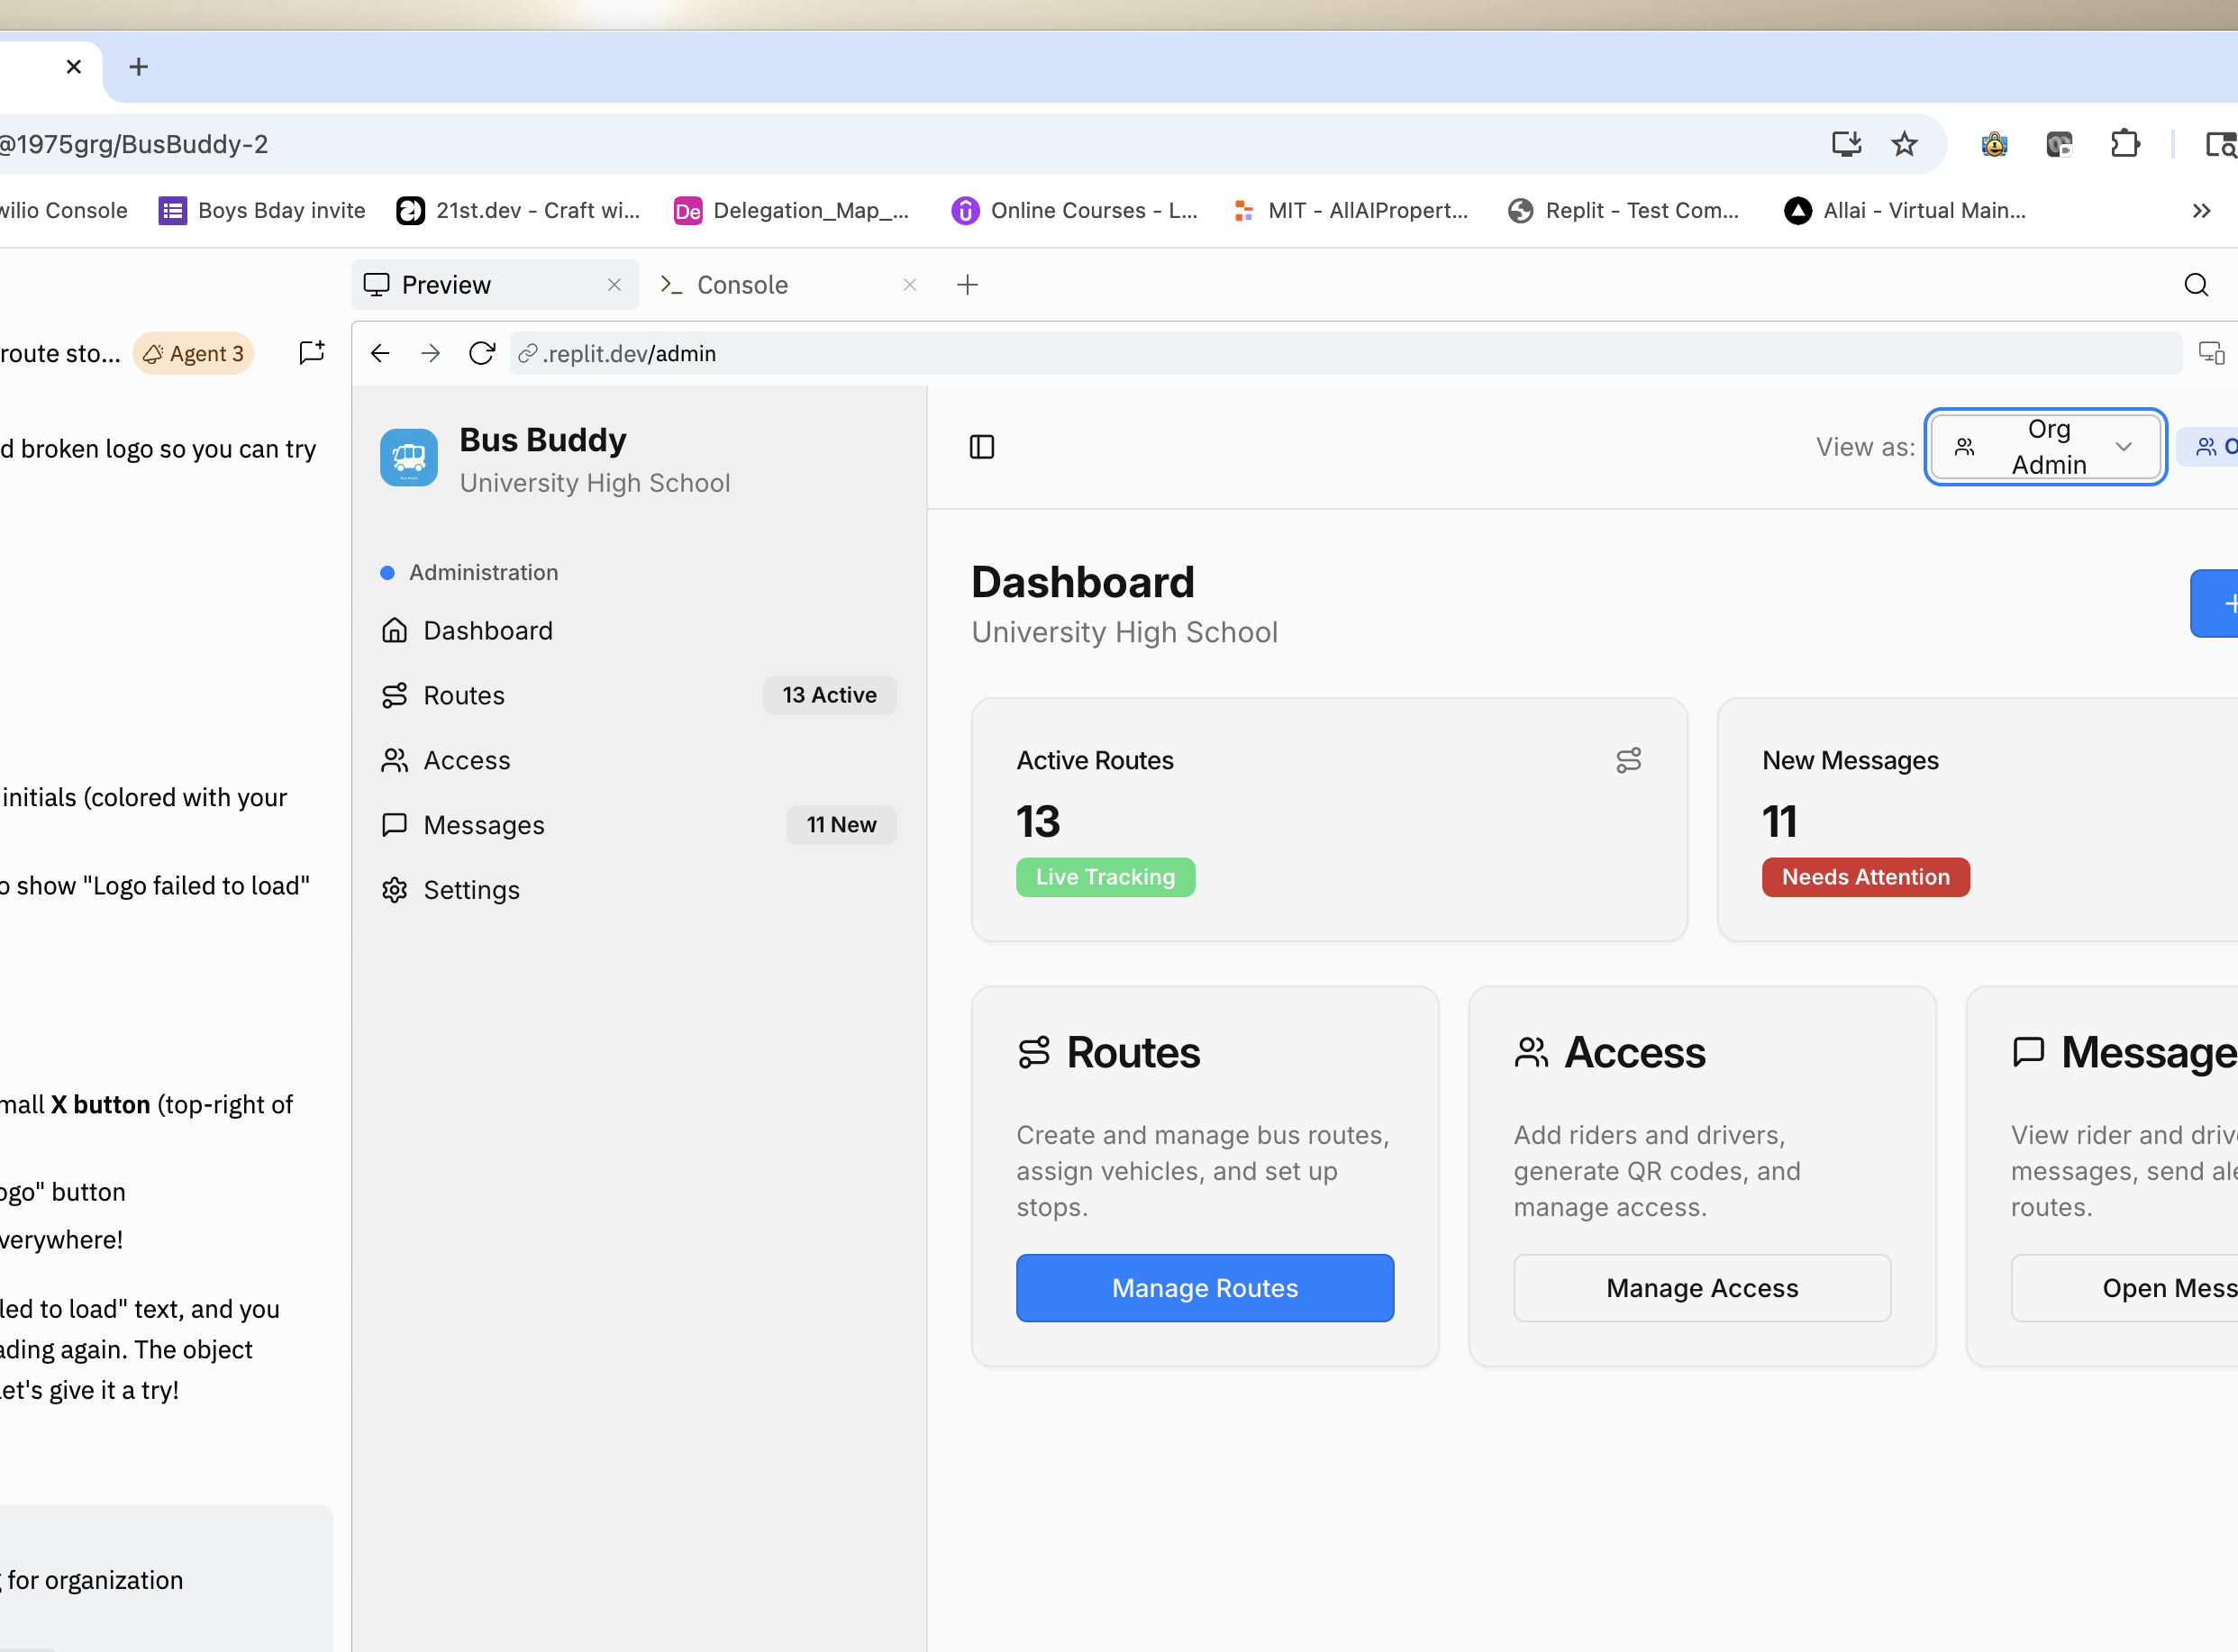 @1975grg/BusBuddy-2
wilio Console
Boys Bday invite
21st.dev - Craft wi...
De
Delegation_Map_...
Online Courses - L...
MIT - AllAIPropert...
Replit - Test Com...
Allai - Virtual Main...
Preview
Console
route sto...
Agent 3
.replit.dev/admin
d broken logo so you can try
initials (colored with your
o show "Logo failed to load"
mall X button (top-right of
ogo" button
verywhere!
led to load" text, and you
ading again. The object
et's give it a try!
for organization
Bus Buddy
University High School
Administration
Dashboard
Routes
13 Active
Access
Messages
11 New
Settings
View as:
Org
Admin
Dashboard
University High School
Active Routes
13
Live Tracking
New Messages
11
Needs Attention
Routes
Create and manage bus routes,
assign vehicles, and set up
stops.
Manage Routes
Access
Add riders and drivers,
generate QR codes, and
manage access.
Manage Access
Message
View rider and driv
messages, send ale
routes.
Open Mess